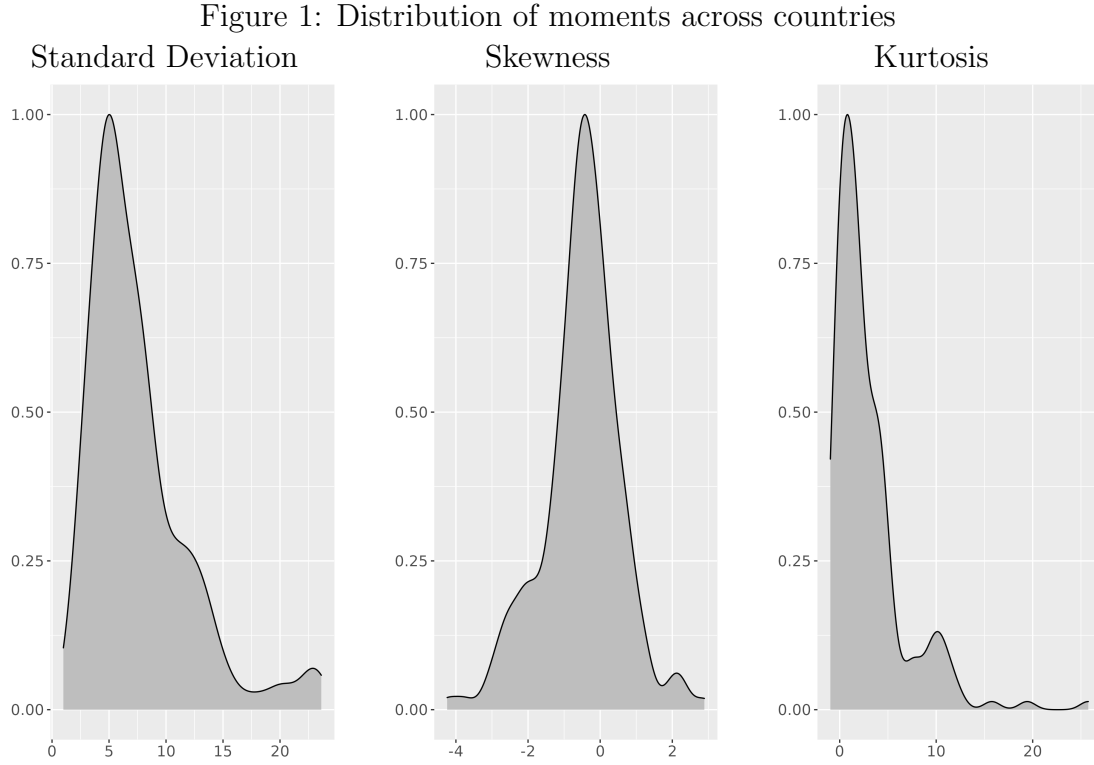 Figure 1: Distribution of moments across countries
Standard Deviation Skewness Kurtosis
1.00 1.00 1.00
0.75 0.75 0.75
0.50 0.50 0.50
0.25 0.25 0.25
0.00 0.00 0.00
0 5 10 15 20 -4 -2 0 2 0 10 20